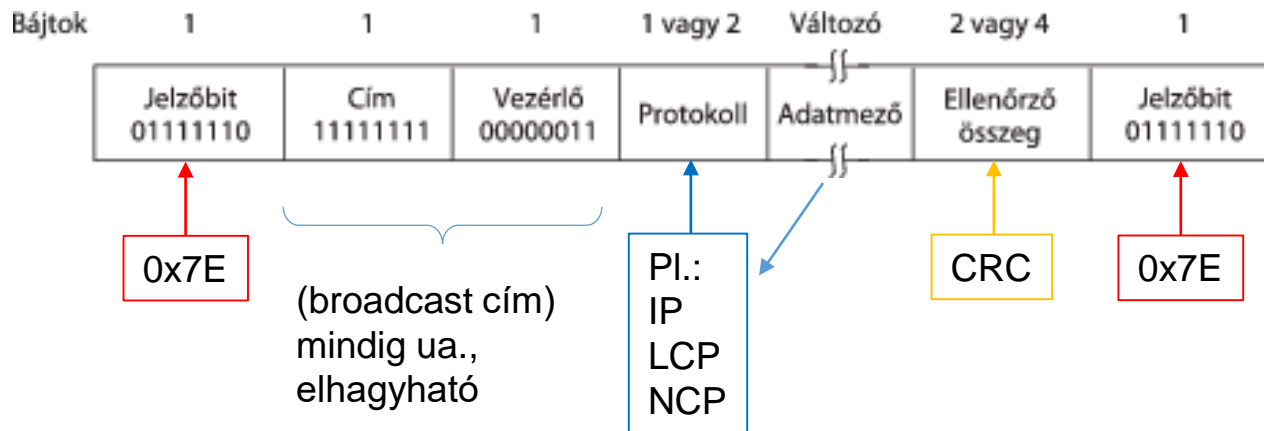 Bájtok 1 1 1 1 vagy 2 Változó 2 vagy 4 1
Jelzőbit Cím Vezérlő Protokoll Adatmező Ellenőrző Jelzőbit
01111110 11111111 00000011 összeg 01111110
0x7E
(broadcast cím)
mindig ua.,
elhagyható
Pl.:
IP
LCP
NCP
CRC
0x7E